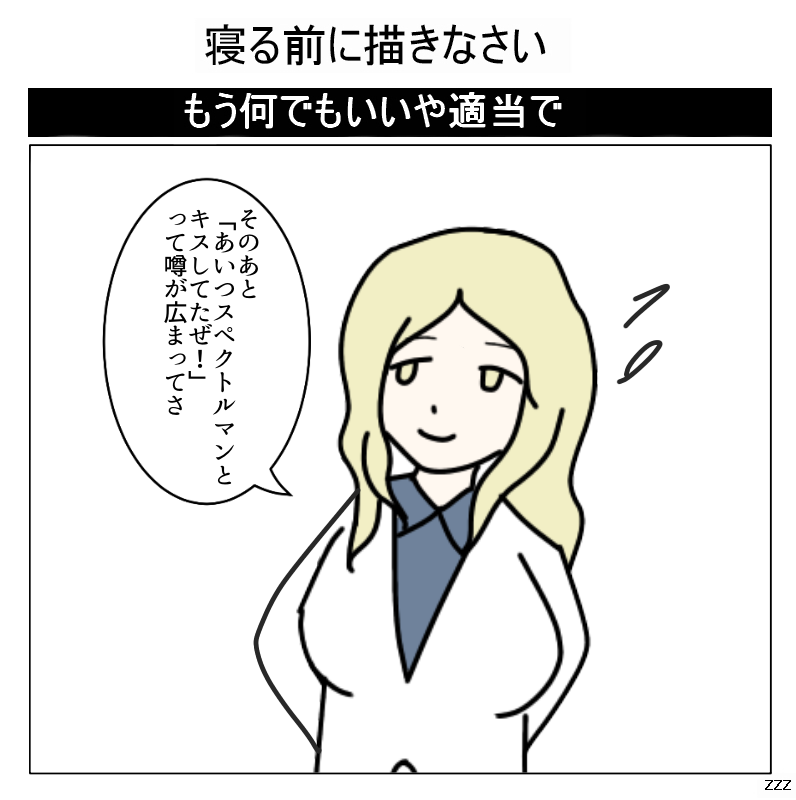 寝る前に描きなさい
もう何でもいいや適当で
そのあと
「あいつスペクトルマンと
キスしてたぜ！」
って噂が広まってさ
zzz